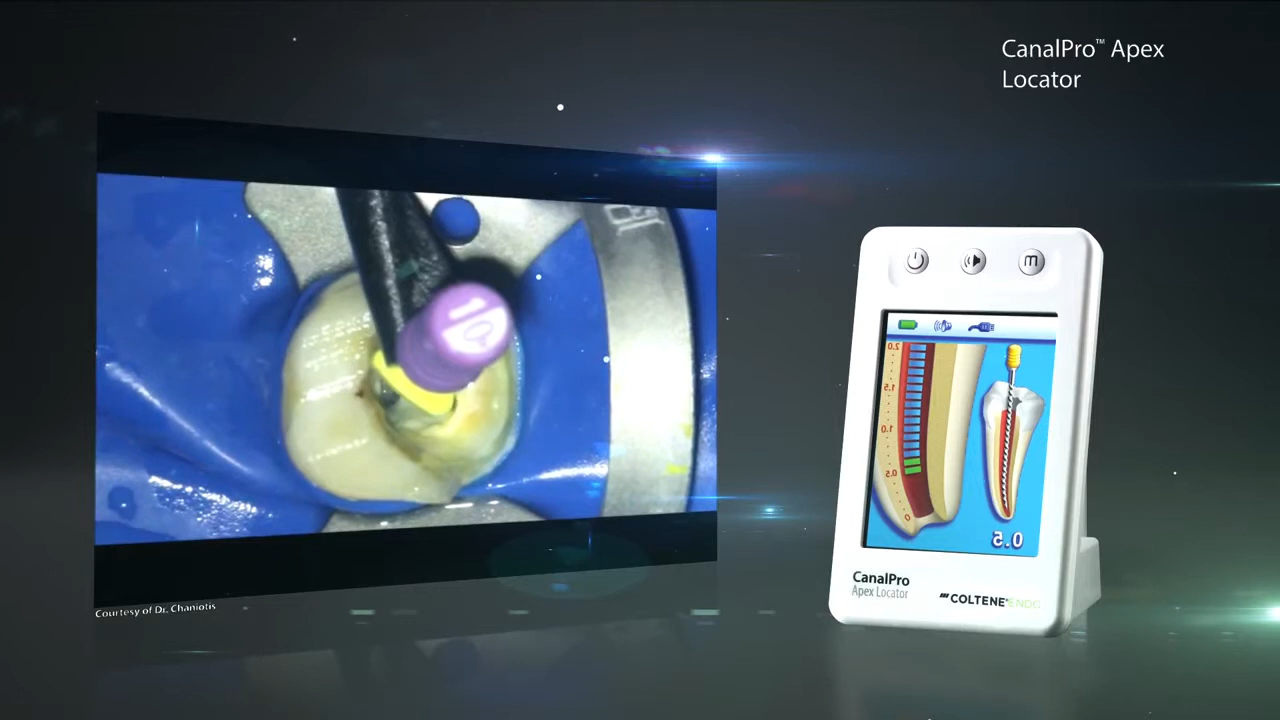 CanalPro™ Apex
Locator
10
m
2.0
1.5
1.0
0.5
0
0.5
CanalPro
Apex Locator
COLTENE®ENDO
Courtesy of Dr. Chaniotis